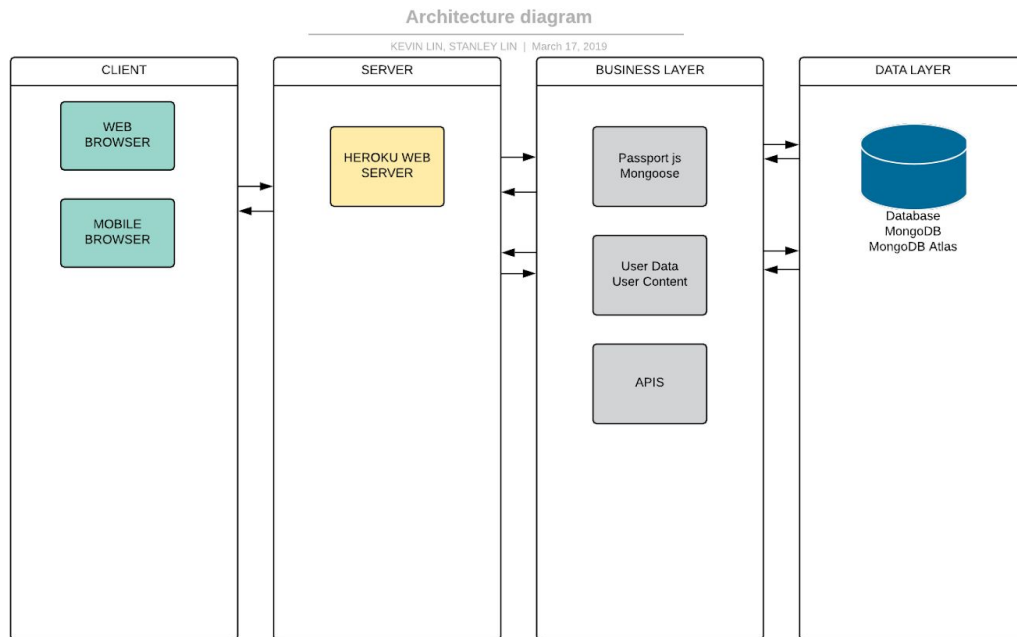 Architecture diagram
KEVIN LIN, STANLEY LIN | March 17, 2019
CLIENT
SERVER
BUSINESS LAYER
DATA LAYER
WEB
BROWSER
MOBILE
BROWSER
HEROKU WEB
SERVER
Passport js
Mongoose
User Data
User Content
APIS
Database
MongoDB
MongoDB Atlas